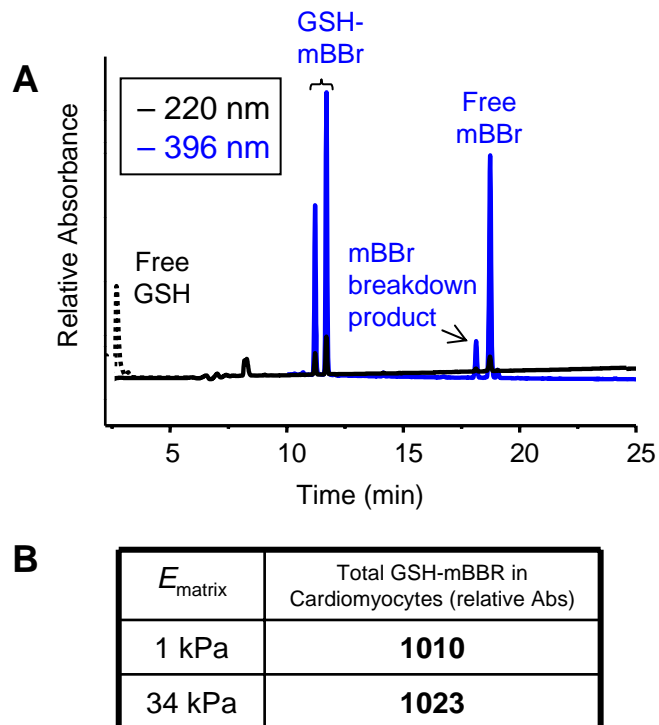 A
GSH-
mBBr
– 220 nm
– 396 nm
Free
mBBr
Free
GSH
mBBr
breakdown
product
Relative Absorbance
5
10
15
20
25
Time (min)
B
Ematrix
Total GSH-mBBR in
Cardiomyocytes (relative Abs)
1 kPa
1010
34 kPa
1023